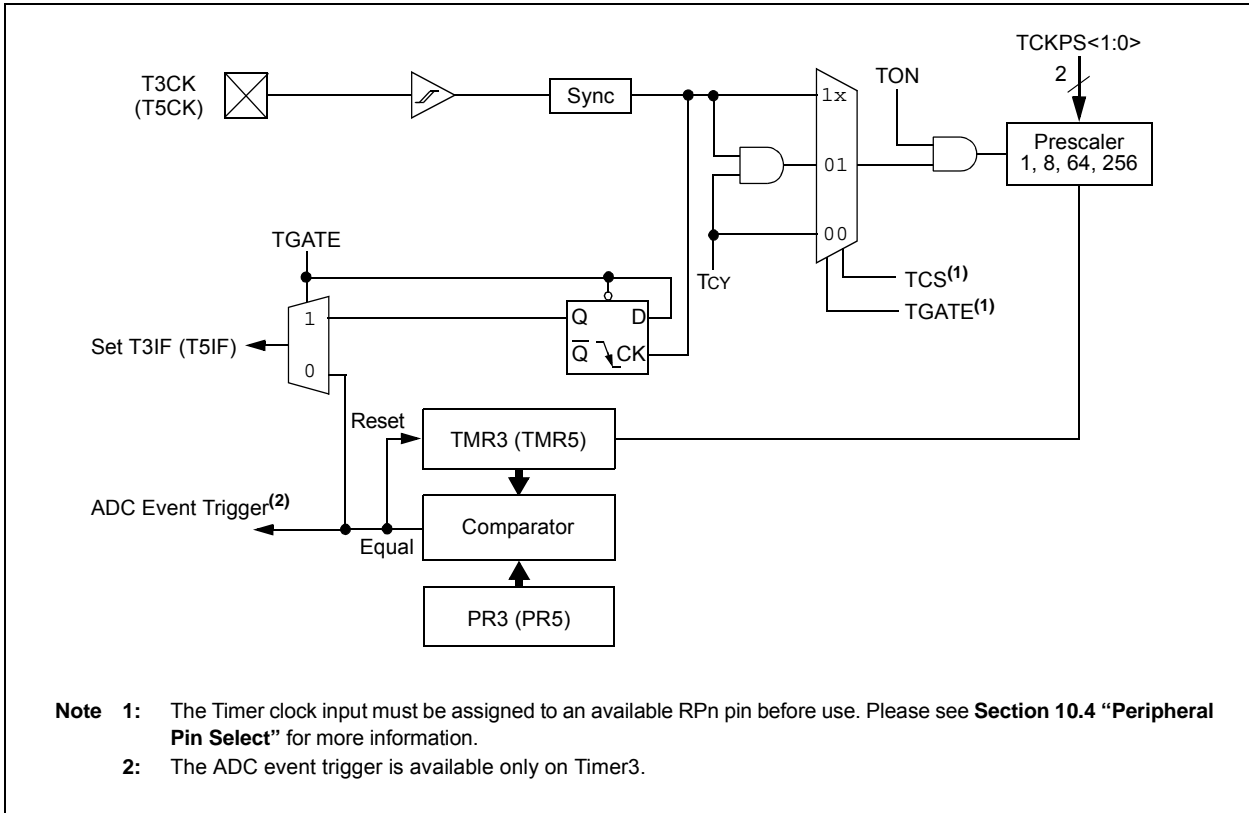 TCKPS<1:0>
2
TON
T3CK
(T5CK)
Sync
1x
01
00
Prescaler
1, 8, 64, 256
TCY
TCS(1)
TGATE(1)
TGATE
1
0
Q D
Q CK
Set T3IF (T5IF)
Reset
TMR3 (TMR5)
ADC Event Trigger(2)
Equal
Comparator
PR3 (PR5)
Note 1: The Timer clock input must be assigned to an available RPn pin before use. Please see Section 10.4 “Peripheral
Pin Select” for more information.
2: The ADC event trigger is available only on Timer3.